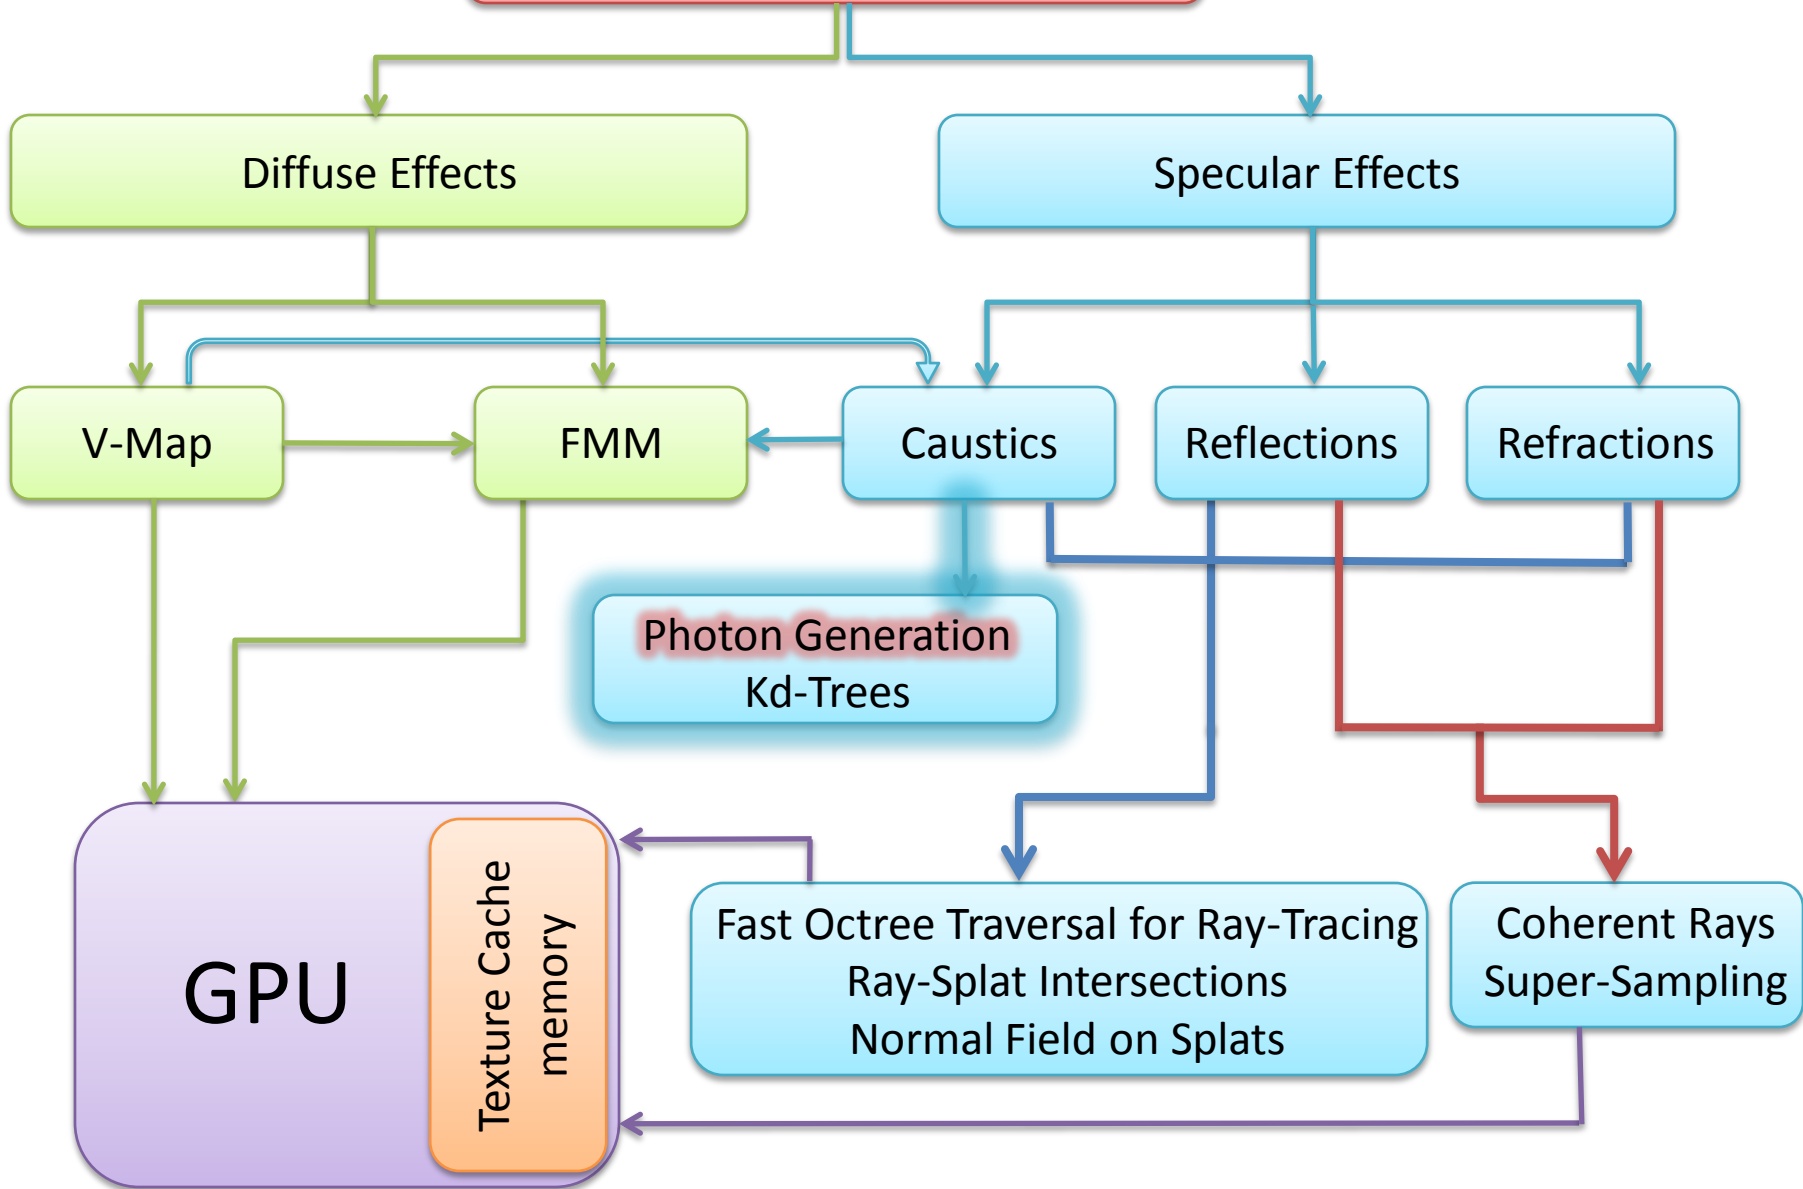 Diffuse Effects
Specular Effects
V-Map
FMM
Caustics
Reflections
Refractions
Photon Generation
Kd-Trees
GPU
Texture Cache
memory
Fast Octree Traversal for Ray-Tracing
Ray-Splat Intersections
Normal Field on Splats
Coherent Rays
Super-Sampling